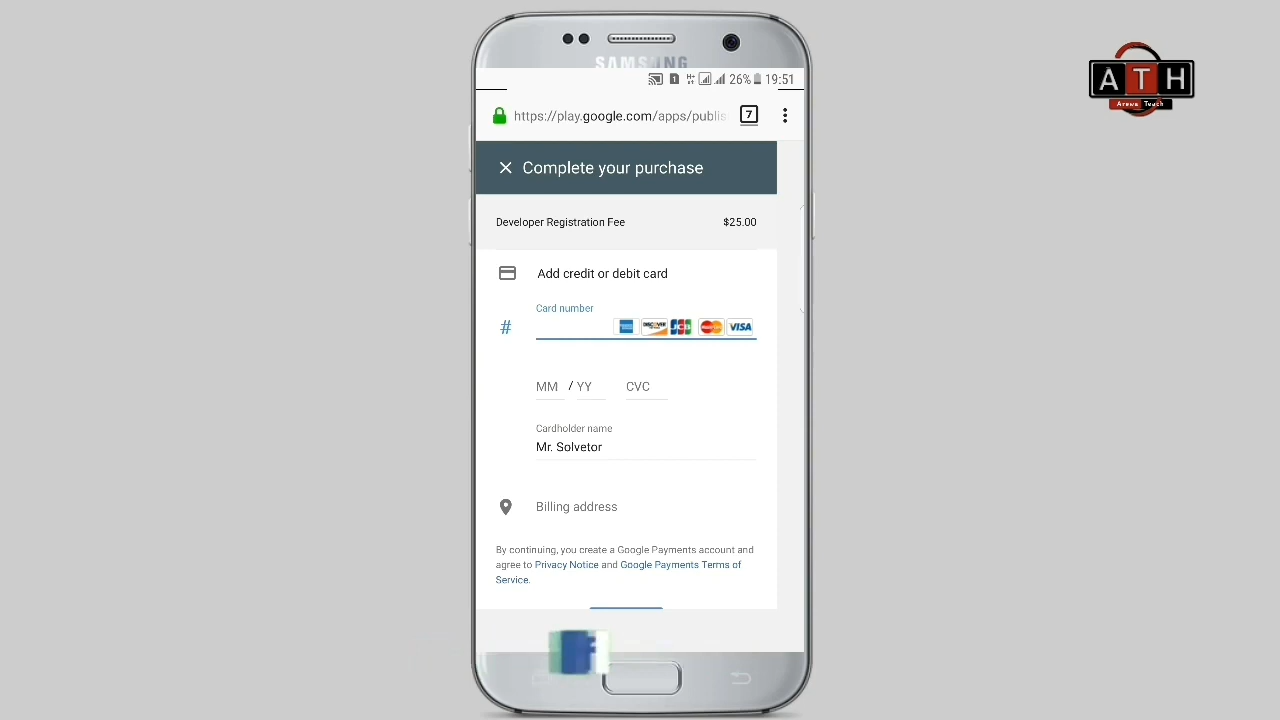 SAMSUNG
1 26% 19:51
https://play.google.com/apps/publis
7
Complete your purchase
Developer Registration Fee $25.00
Add credit or debit card
Card number
# DISCOVER JCB MasterCard VISA
MM / YY CVC
Cardholder name
Mr. Solvetor
Billing address
By continuing, you create a Google Payments account and
agree to Privacy Notice and Google Payments Terms of
Service.
ATH
Arewa Teach